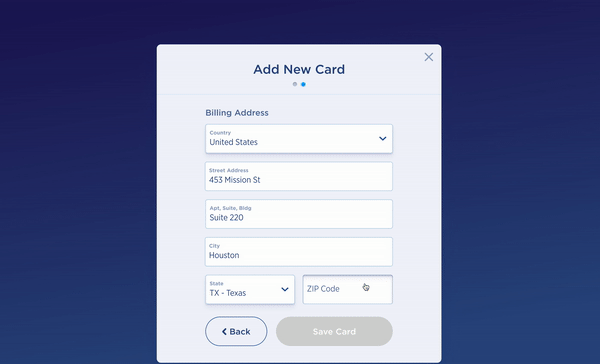 Add New Card
Billing Address
Country
United States
Street Address
453 Mission St
Apt, Suite, Bldg
Suite 220
City
Houston
State
TX - Texas
ZIP Code
Back
Save Card